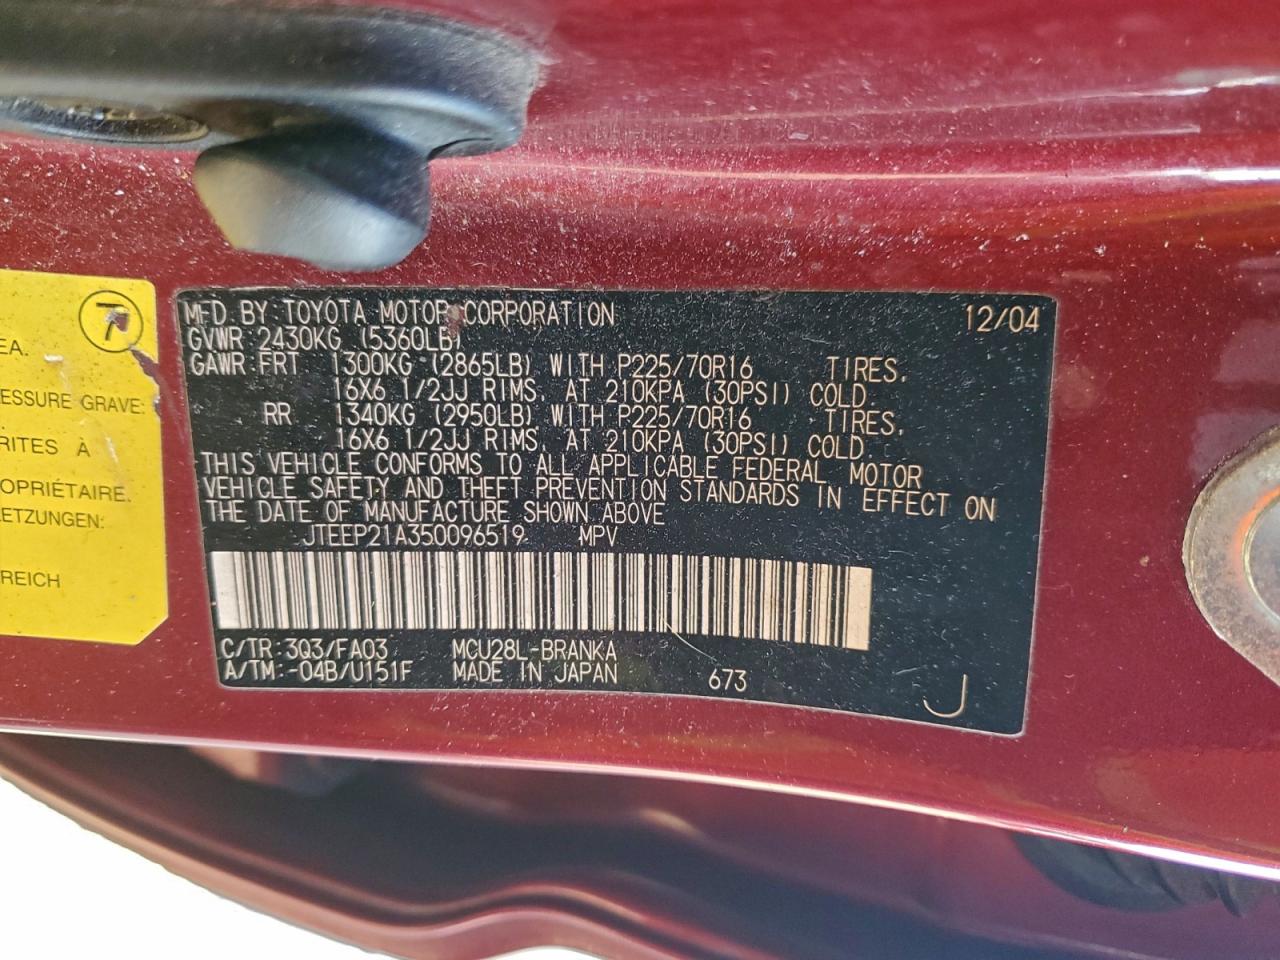 7
EA.
ESSURE GRAVE:
RITES À
OPRIÉTAIRE.
LETZUNGEN:
REICH
MFD. BY: TOYOTA MOTOR CORPORATION 12/04
GVWR 2430KG (5360LB)
GAWR FRT 1300KG (2865LB) WITH P225/70R16 TIRES,
16X6 1/2JJ RIMS, AT 210KPA (30PSI) COLD.
RR 1340KG (2950LB) WITH P225/70R16 TIRES,
16X6 1/2JJ RIMS, AT 210KPA (30PSI) COLD.
THIS VEHICLE CONFORMS TO ALL APPLICABLE FEDERAL MOTOR
VEHICLE SAFETY AND THEFT PREVENTION STANDARDS IN EFFECT ON
THE DATE OF MANUFACTURE SHOWN ABOVE
JTEEP21A350096519 MPV
C/TR: 3Q3/FA03 MCU28L-BRANKA
A/TM: -04B/U151F MADE IN JAPAN 673
J